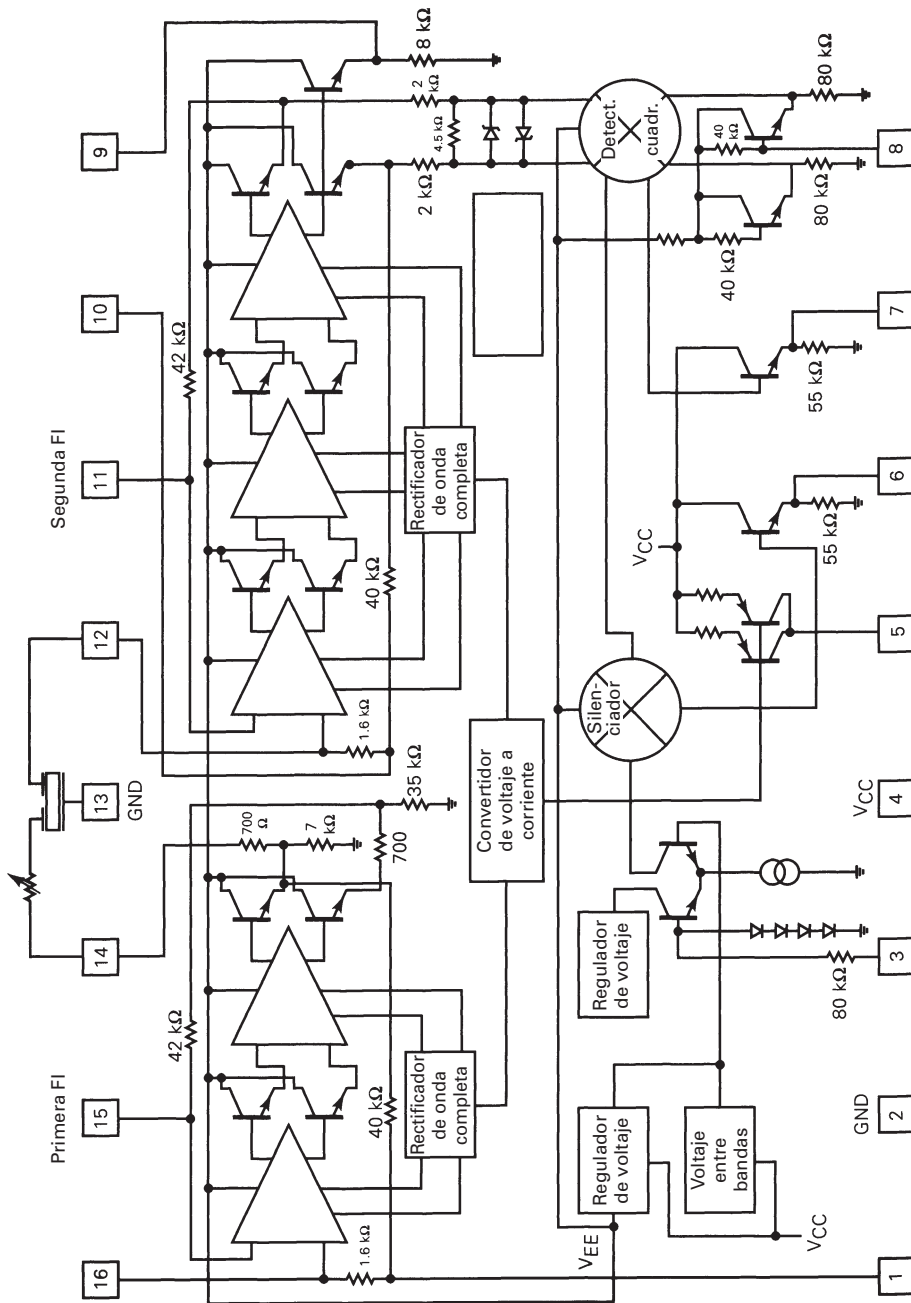 16
Primera FI
15
14
13
GND
12
Segunda FI
11
10
9
42 kΩ
700
Ω
7
kΩ
700
35 kΩ
1.6 kΩ
40 kΩ
Rectificador
de onda
completa
42 kΩ
1.6 kΩ
40 kΩ
Rectificador
de onda
completa
2 kΩ
4.5 kΩ
2
kΩ
8 kΩ
Convertidor
de voltaje a
corriente
VEE
Regulador
de voltaje
Voltaje
entre
bandas
VCC
Regulador
de voltaje
80 kΩ
Silen-
ciador
VCC
55 kΩ
55 kΩ
Detect.
cuadr.
40 kΩ
40
kΩ
80 kΩ
80 kΩ
1
GND
2
3
VCC
4
5
6
7
8